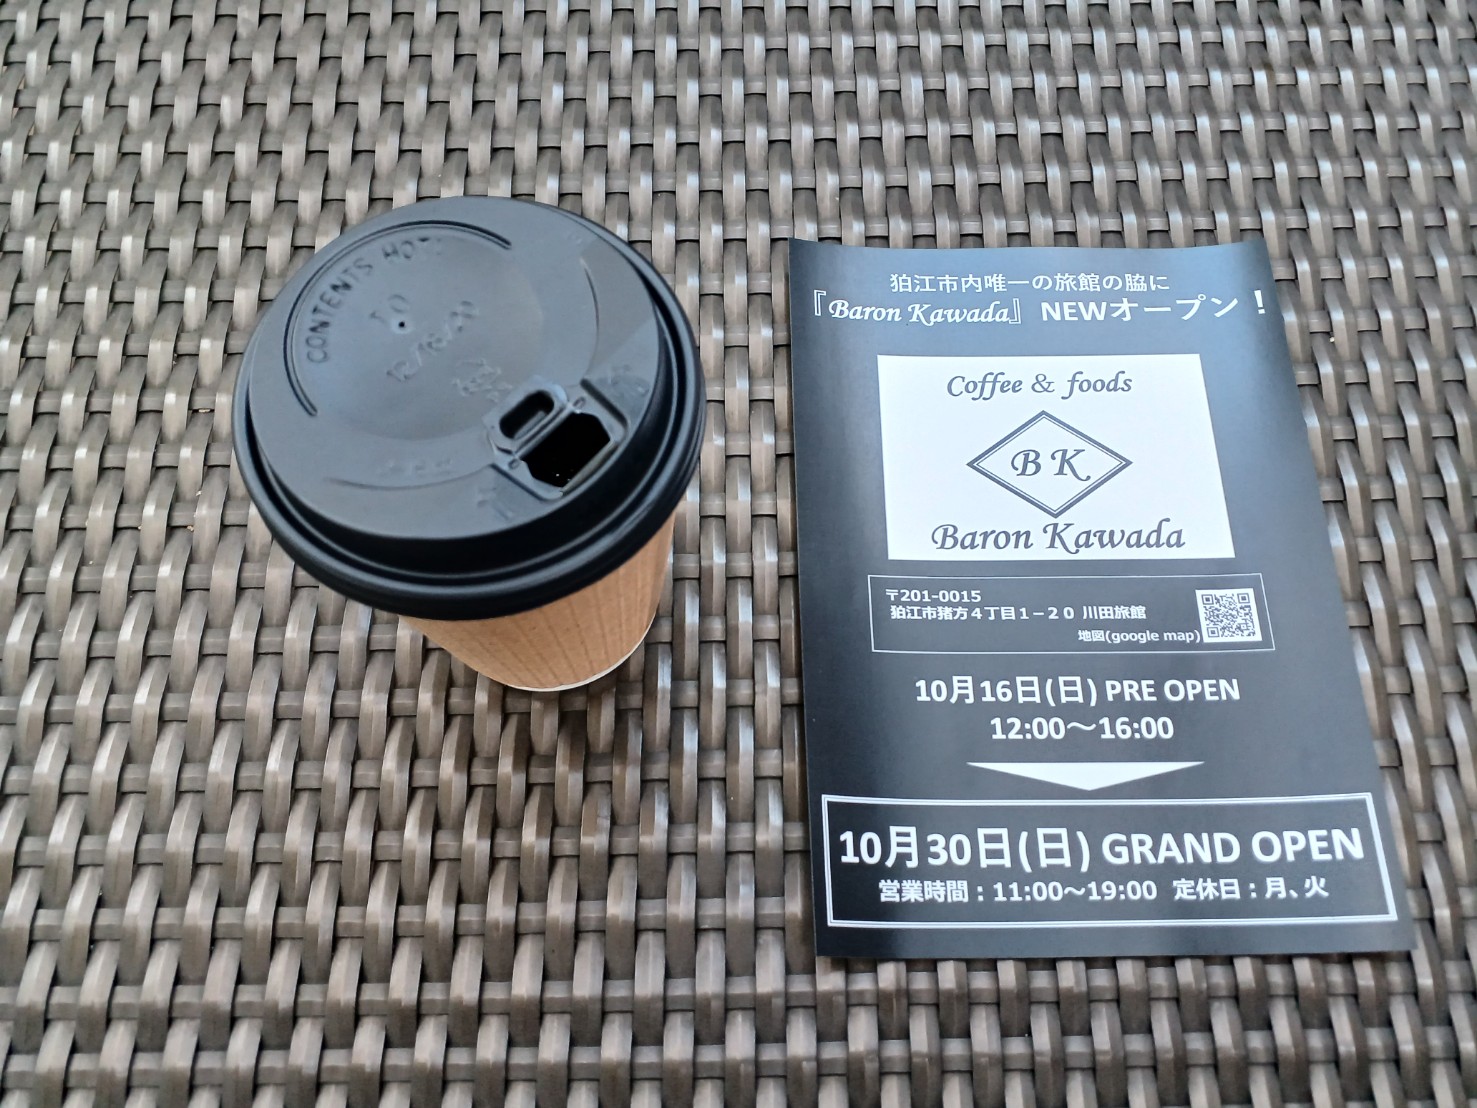 CONTENTS HOT!
狛江市内唯一の旅館の脇に
『Baron Kawada』 NEWオープン！
Coffee & foods
BK
Baron Kawada
〒201-0015
狛江市猪方４丁目１−２０ 川田旅館
地図(google map)
10月16日(日) PRE OPEN
12:00～16:00
10月30日(日) GRAND OPEN
営業時間：11:00～19:00 定休日：月、火